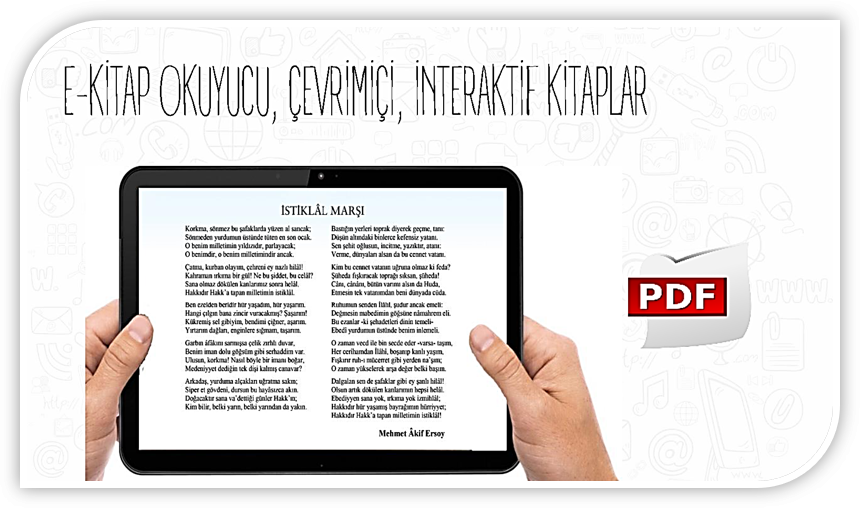 E-KİTAP OKUYUCU, ÇEVRİMİÇİ, İNTERAKTİF KİTAPLAR
İSTİKLÂL MARŞI
Korkma, sönmez bu şafaklarda yüzen al sancak;
Sönmeden yurdumun üstünde tüten en son ocak.
O benim milletimin yıldızıdır, parlayacak;
O benimdir, o benim milletimindir ancak.
Çatma, kurban olayım, çehreni ey nazlı hilâl!
Kahraman ırkıma bir gül! Ne bu şiddet, bu celâl?
Sana olmaz dökülen kanlarımız sonra helâl.
Hakkıdır Hakk'a tapan milletimin istiklâl.
Ben ezelden beridir hür yaşadım, hür yaşarım.
Hangi çılgın bana zincir vuracakmış? Şaşarım!
Kükremiş sel gibiyim, bendimi çiğner, aşarım.
Yırtarım dağları, enginlere sığmam, taşarım.
Garbın âfâkını sarmışsa çelik zırhlı duvar,
Benim iman dolu göğsüm gibi serhaddim var.
Ulusun, korkma! Nasıl böyle bir imanı boğar,
Medeniyyet dediğin tek dişi kalmış canavar?
Arkadaş, yurduma alçakları uğratma sakın;
Siper et gövdeni, dursun bu hayâsızca akın.
Doğacaktır sana va'dettiği günler Hakk'ın;
Kim bilir, belki yarın, belki yarından da yakın.
Bastığın yerleri toprak diyerek geçme, tanı:
Düşün altındaki binlerce kefensiz yatanı.
Sen şehit oğlusun, incitme, yazıktır, atanı:
Verme, dünyaları alsan da bu cennet vatanı.
Kim bu cennet vatanın uğruna olmaz ki feda?
Şüheda fışkıracak toprağı sıksan, şüheda!
Cânı, cânânı, bütün varımı alsın da Huda,
Etmesin tek vatanımdan beni dünyada cüda.
Ruhumun senden İlâhî, şudur ancak emeli:
Değmesin mabedimin göğsüne nâmahrem eli.
Bu ezanlar -ki şehadetleri dinin temeli-
Ebedî yurdumun üstünde benim inlemeli.
O zaman vecd ile bin secde eder -varsa- taşım,
Her cerîhamdan İlâhî, boşanıp kanlı yaşım,
Fışkırır ruh-ı mücerret gibi yerden na'şım;
O zaman yükselerek arşa değer belki başım.
Dalgalan sen de şafaklar gibi ey şanlı hilâl!
Olsun artık dökülen kanlarımın hepsi helâl.
Ebediyyen sana yok, ırkıma yok izmihlâl;
Hakkıdır hür yaşamış bayrağımın hürriyyet;
Hakkıdır Hakk'a tapan milletimin istiklâl!
Mehmet Âkif Ersoy
PDF